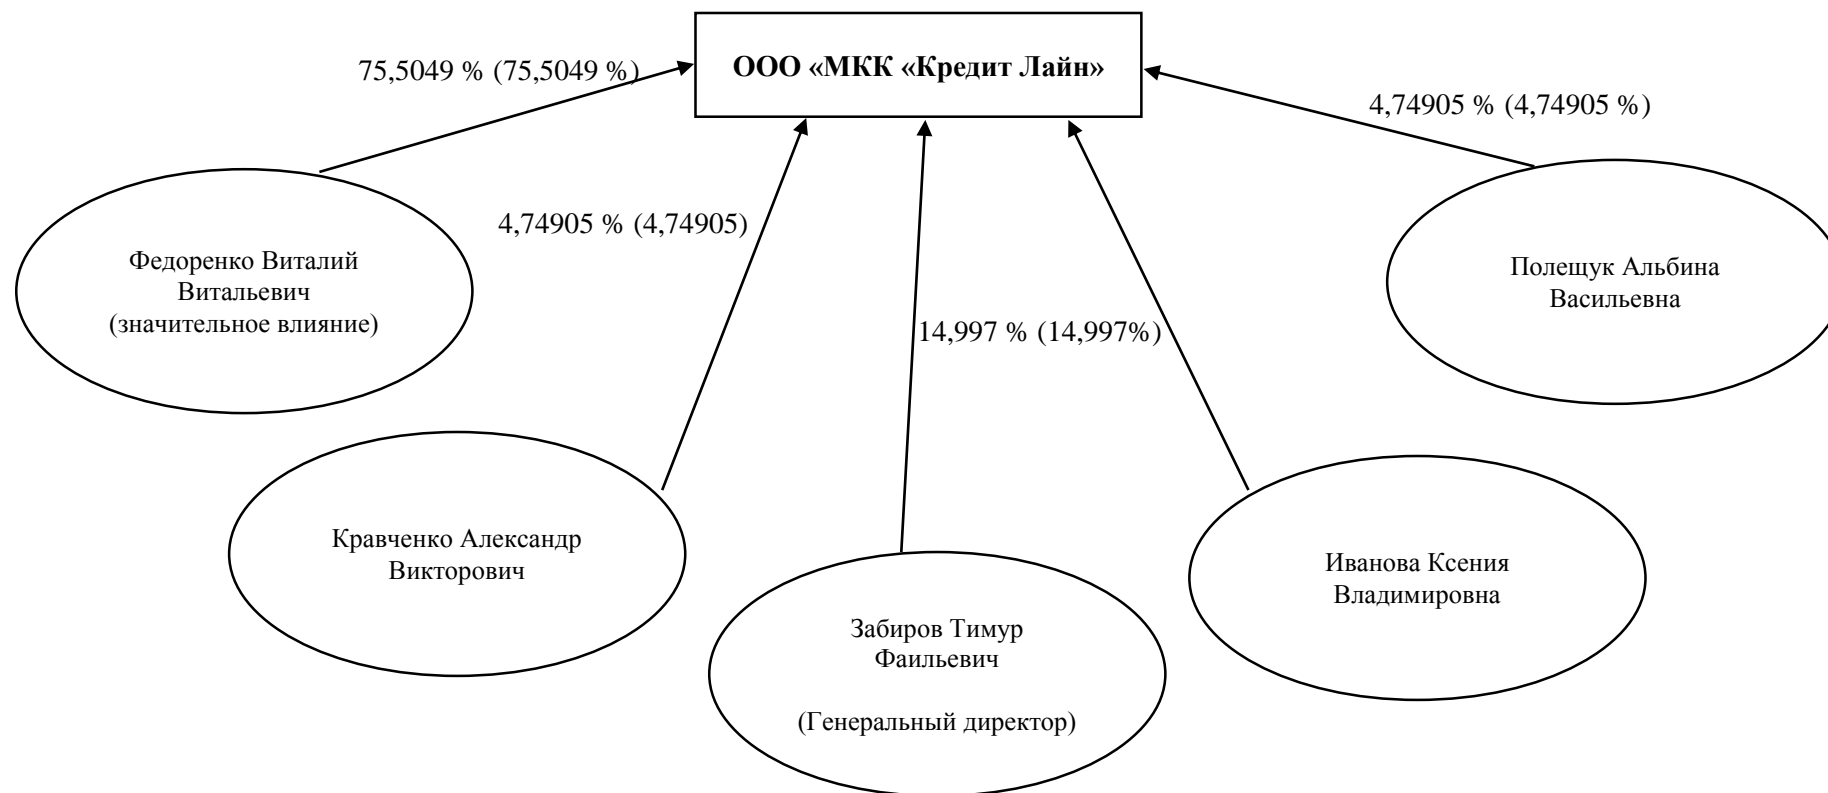 ООО «МКК «Кредит Лайн»
75,5049 % (75,5049 %)
4,74905 % (4,74905 %)
4,74905 % (4,74905)
14,997 % (14,997%)
Федоренко Виталий
Витальевич
(значительное влияние)
Полещук Альбина
Васильевна
Кравченко Александр
Викторович
Иванова Ксения
Владимировна
Забиров Тимур
Фаильевич
(Генеральный директор)